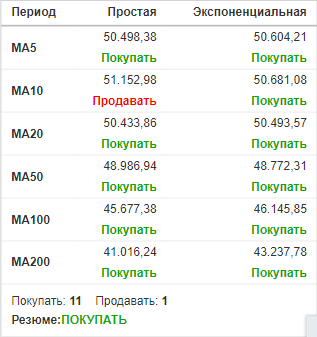 Период Простая Экспоненциальная
50.498,38 50.604,21
MA5
Покупать Покупать
51.152,98 50.681,08
MA10
Продавать Покупать
50.433,86 50.493,57
MA20
Покупать Покупать
48.986,94 48.772,31
MA50
Покупать Покупать
45.677,38 46.145,85
MA100
Покупать Покупать
41.016,24 43.237,78
MA200
Покупать Покупать
Покупать: 11 Продавать: 1
Резюме:ПОКУПАТЬ